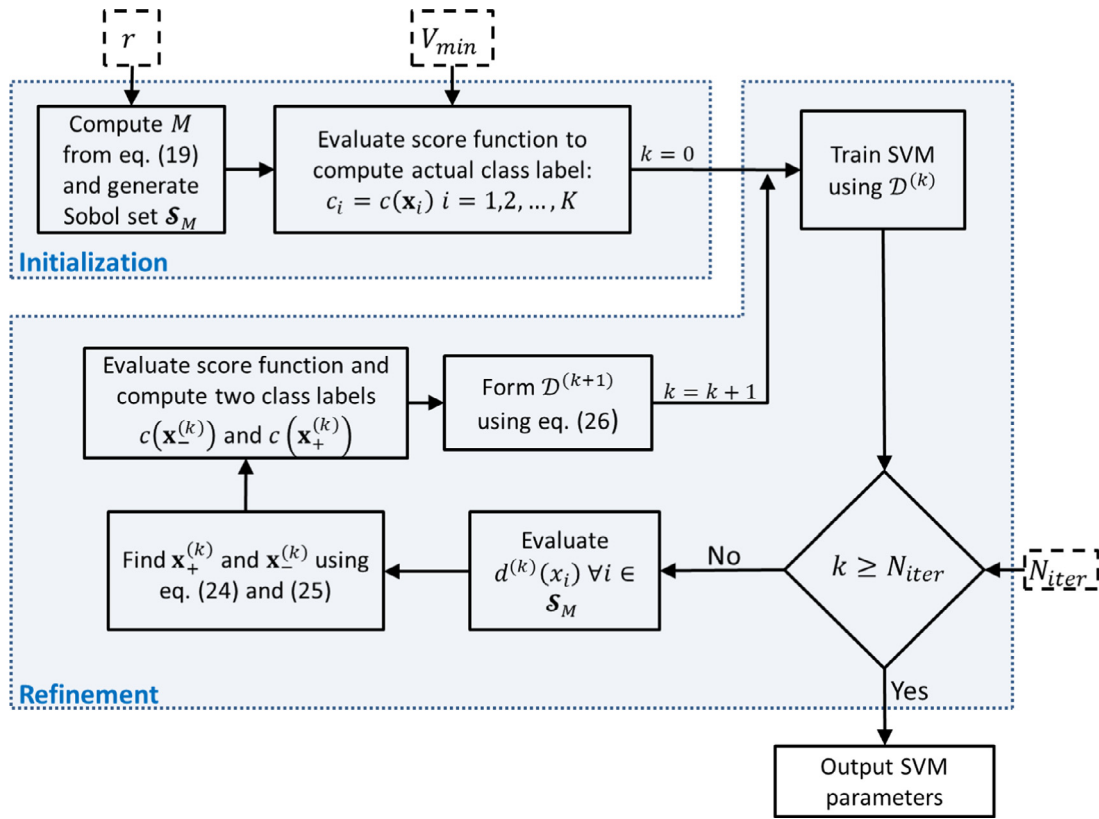 r
V_min
Compute M
from eq. (19)
and generate
Sobol set 𝓢_M
Evaluate score function to
compute actual class label:
c_i = c(𝐱_i) i = 1,2, … , K
k = 0
Train SVM
using 𝒟^(k)
Initialization
Evaluate score function and
compute two class labels
c(𝐱_−^(k)) and c(𝐱_+^(k))
Form 𝒟^(k+1)
using eq. (26)
k = k + 1
Find 𝐱_+^(k) and 𝐱_−^(k) using
eq. (24) and (25)
Evaluate
d^(k)(x_i) ∀i ∈
𝓢_M
No
k ≥ N_iter
N_iter
Refinement
Yes
Output SVM
parameters